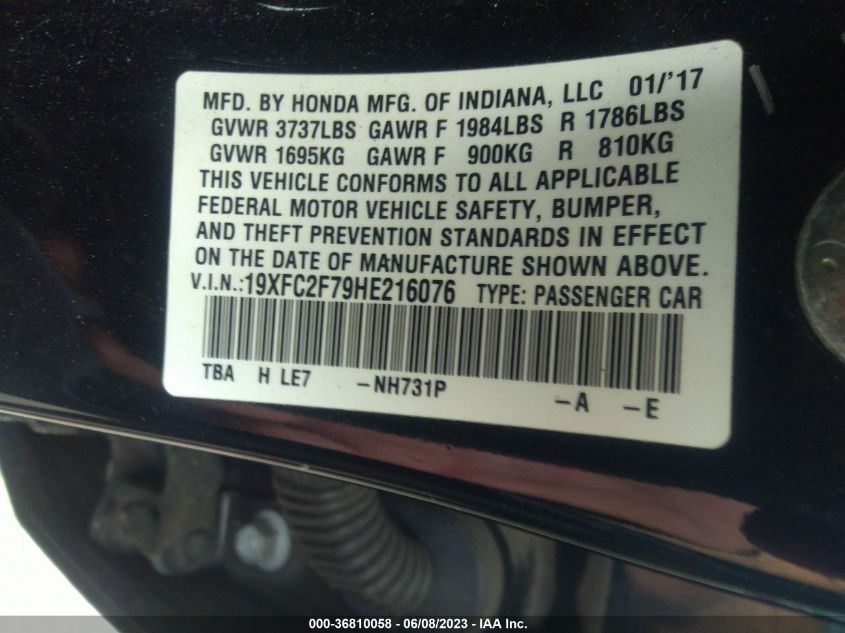 MFD. BY HONDA MFG. OF INDIANA, LLC 01/'17
GVWR 3737LBS GAWR F 1984LBS R 1786LBS
GVWR 1695KG GAWR F 900KG R 810KG
THIS VEHICLE CONFORMS TO ALL APPLICABLE
FEDERAL MOTOR VEHICLE SAFETY, BUMPER,
AND THEFT PREVENTION STANDARDS IN EFFECT
ON THE DATE OF MANUFACTURE SHOWN ABOVE.
V.I.N.:19XFC2F79HE216076 TYPE: PASSENGER CAR
TBA H LE7 -NH731P -A -E
000-36810058 - 06/08/2023 - IAA Inc.